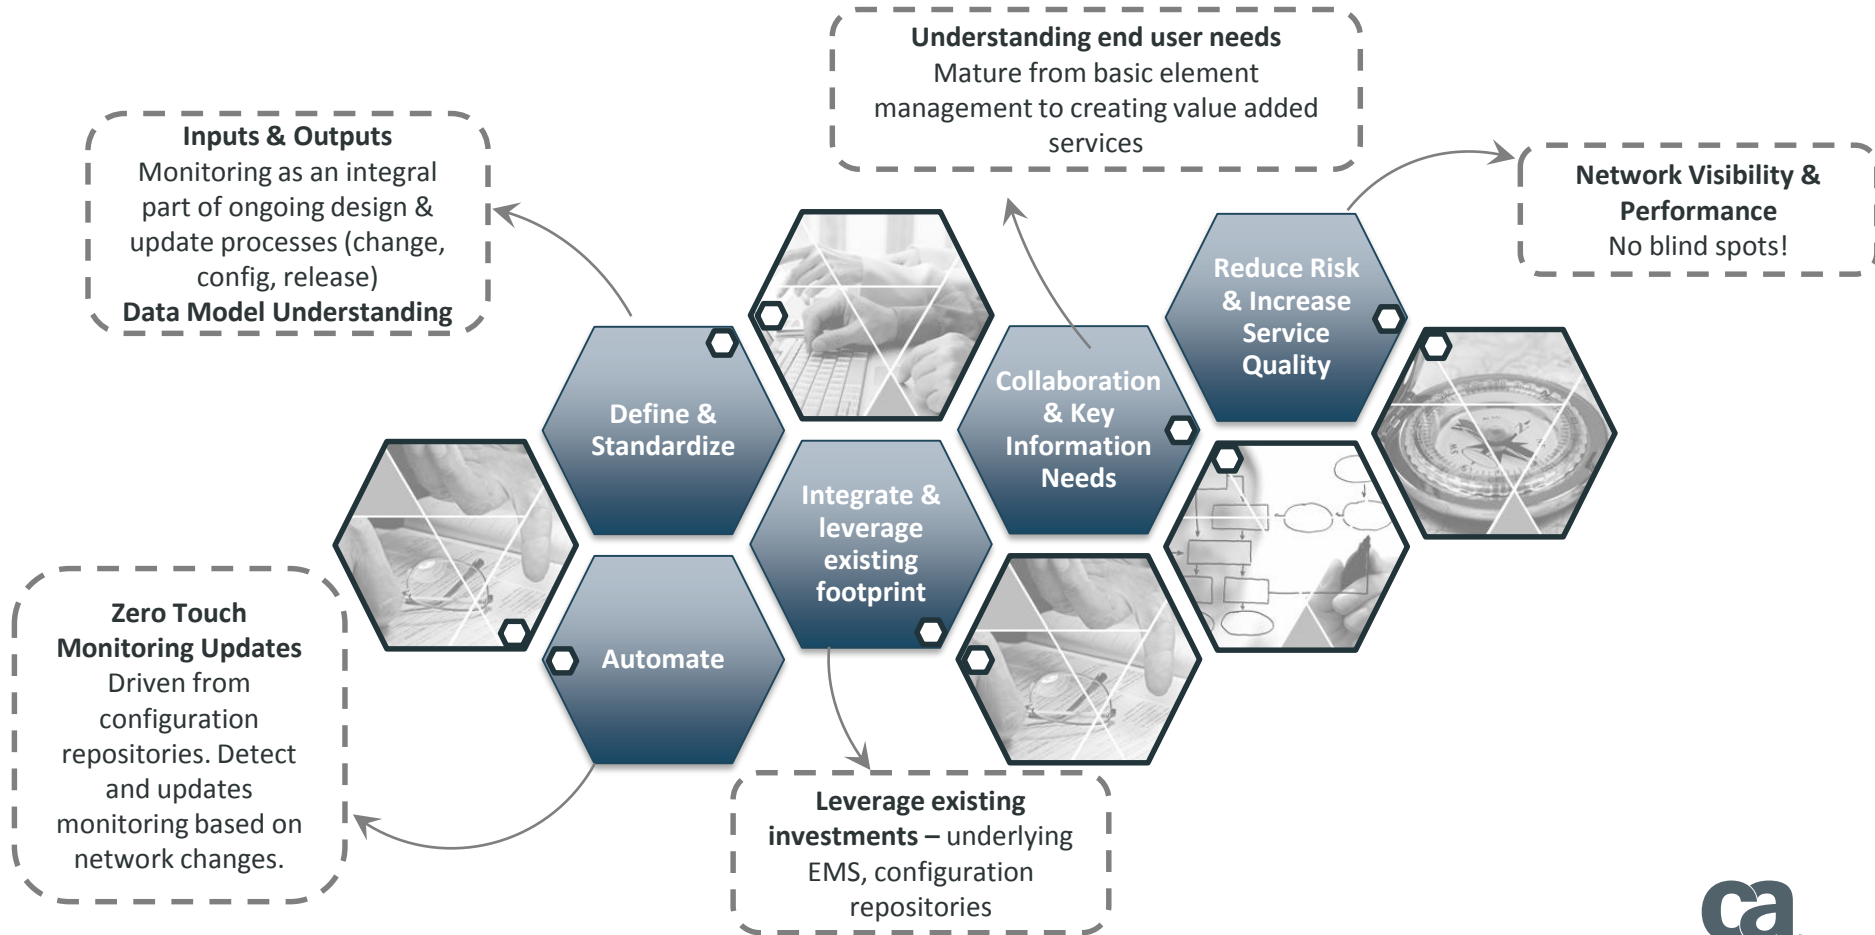 Understanding end user needs
Mature from basic element
management to creating value added
services
Inputs & Outputs
Monitoring as an integral
part of ongoing design &
update processes (change,
config, release)
Data Model Understanding
Network Visibility &
Performance
No blind spots!
Reduce Risk
& Increase
Service
Quality
Collaboration
& Key
Information
Needs
Define &
Standardize
Integrate &
leverage
existing
footprint
Automate
Zero Touch
Monitoring Updates
Driven from
configuration
repositories. Detect
and updates
monitoring based on
network changes.
Leverage existing
investments – underlying
EMS, configuration
repositories
ca